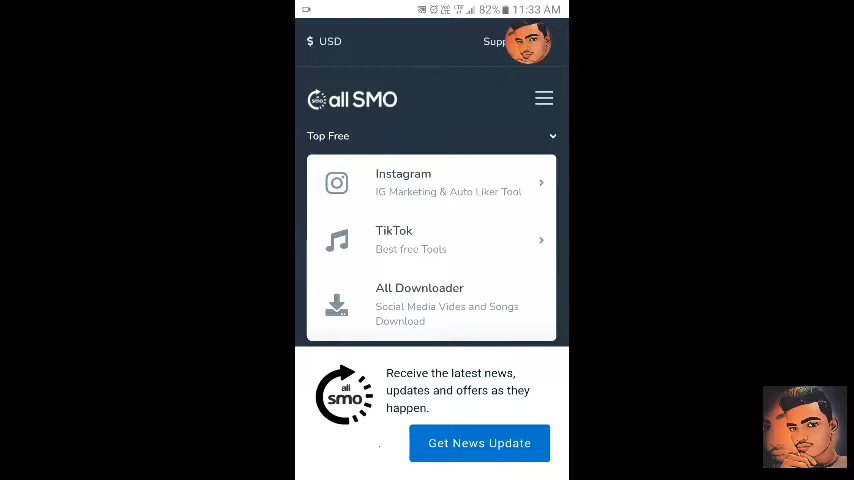 82% 11:33 AM
$ USD
Supp
smo all SMO
Top Free
Instagram
IG Marketing & Auto Liker Tool
TikTok
Best free Tools
All Downloader
Social Media Vides and Songs
Download
all
smo
Receive the latest news,
updates and offers as they
happen.
Get News Update